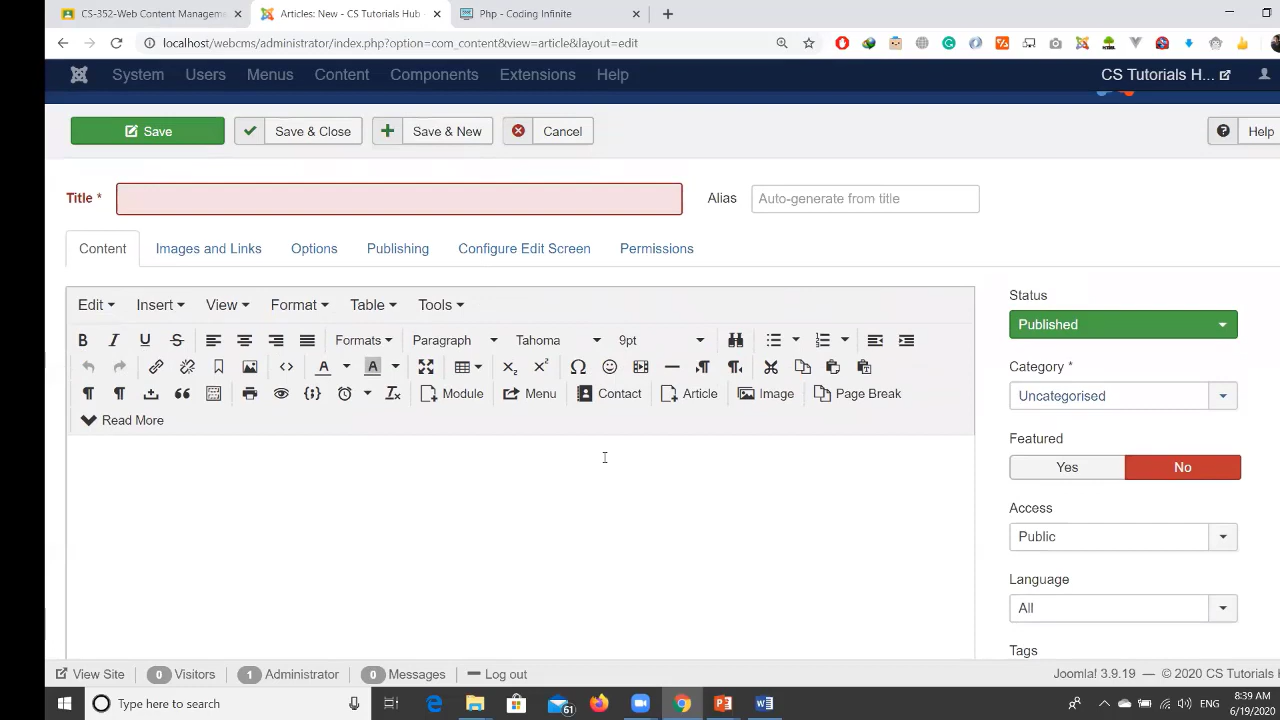 CS-352-Web Content Managem
Articles: New - CS Tutorials Hub -
Php - Coding Infinite
localhost/webcms/administrator/index.php?option=com_content&view=article&layout=edit
System Users Menus Content Components Extensions Help
CS Tutorials H...
Save
Save & Close
Save & New
Cancel
Help
Title *
Alias
Auto-generate from title
Content
Images and Links
Options
Publishing
Configure Edit Screen
Permissions
Edit Insert View Format Table Tools
B I U S Formats Paragraph Tahoma 9pt
Module Menu Contact Article Image Page Break
Read More
Status
Published
Category *
Uncategorised
Featured
Yes No
Access
Public
Language
All
Tags
View Site 0 Visitors 1 Administrator 0 Messages Log out
Joomla! 3.9.19 — © 2020 CS Tutorials H
Type here to search
61
ENG
8:39 AM
6/19/2020